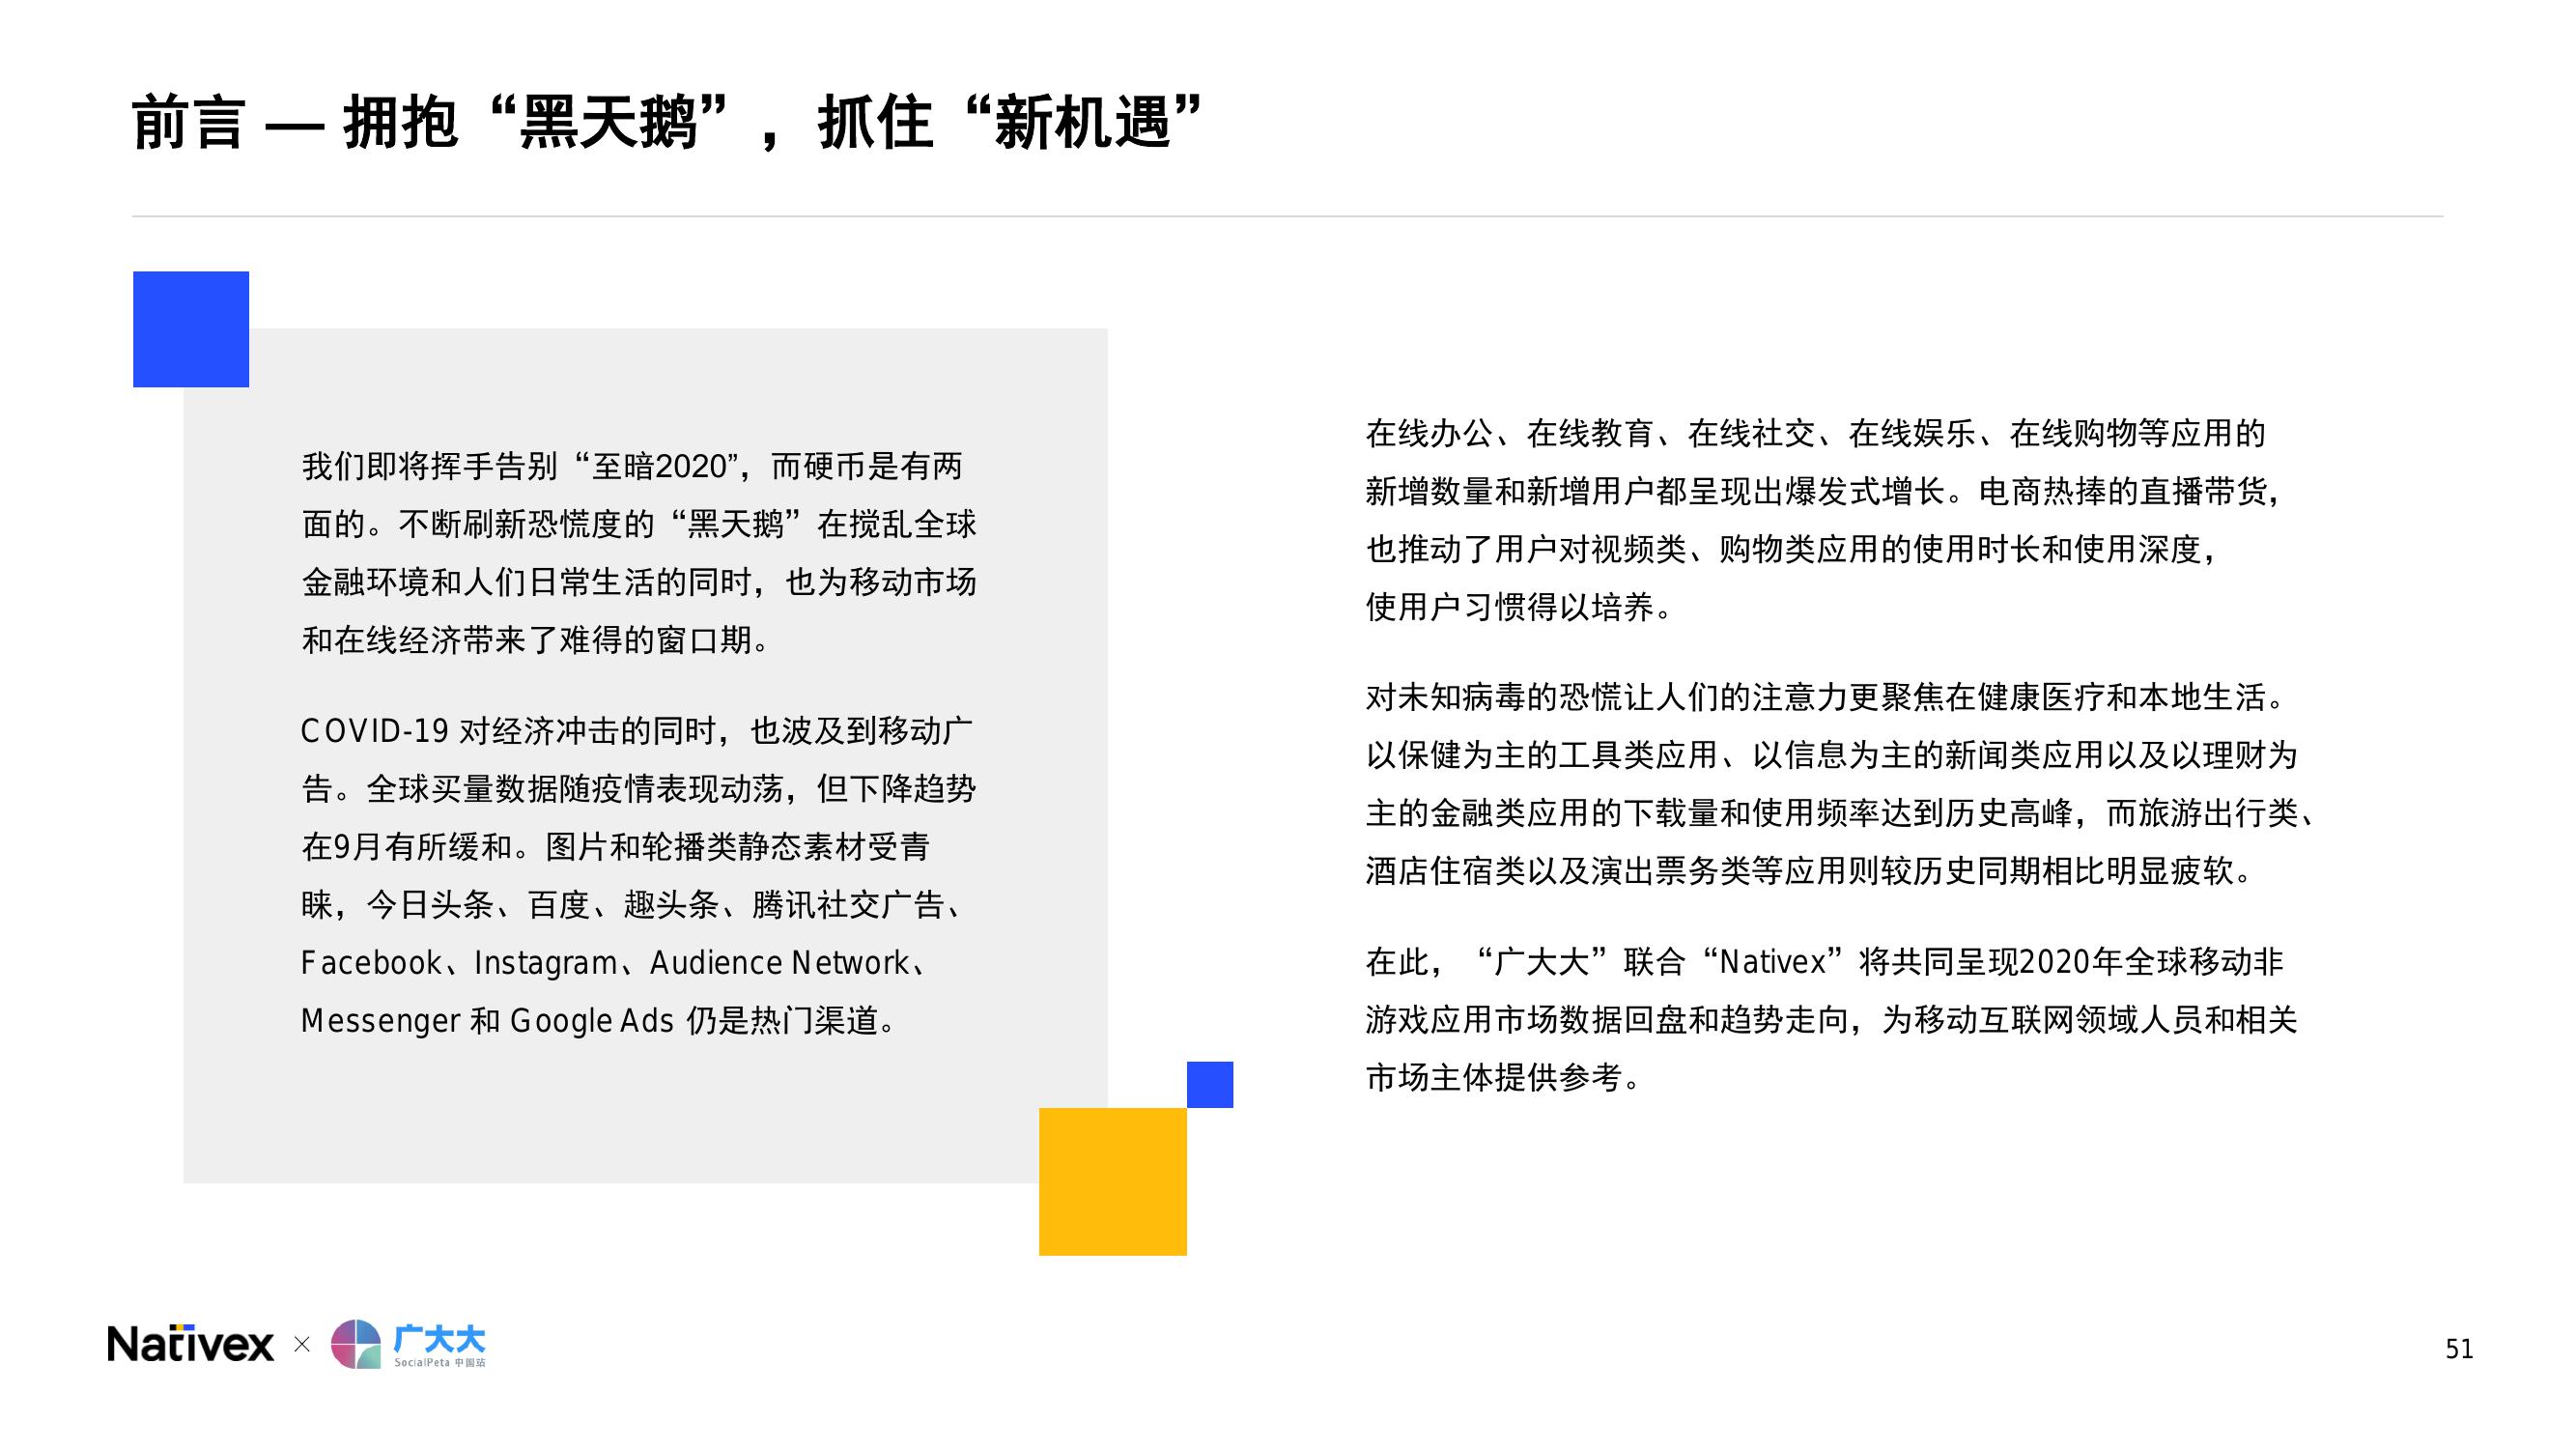 前言 — 拥抱“黑天鹅”，抓住“新机遇”
我们即将挥手告别“至暗2020”，而硬币是有两
面的。不断刷新恐慌度的“黑天鹅”在搅乱全球
金融环境和人们日常生活的同时，也为移动市场
和在线经济带来了难得的窗口期。
COVID-19 对经济冲击的同时，也波及到移动广
告。全球买量数据随疫情表现动荡，但下降趋势
在9月有所缓和。图片和轮播类静态素材受青
睐，今日头条、百度、趣头条、腾讯社交广告、
Facebook、Instagram、Audience Network、
Messenger 和 Google Ads 仍是热门渠道。
在线办公、在线教育、在线社交、在线娱乐、在线购物等应用的
新增数量和新增用户都呈现出爆发式增长。电商热捧的直播带货，
也推动了用户对视频类、购物类应用的使用时长和使用深度，
使用户习惯得以培养。
对未知病毒的恐慌让人们的注意力更聚焦在健康医疗和本地生活。
以保健为主的工具类应用、以信息为主的新闻类应用以及以理财为
主的金融类应用的下载量和使用频率达到历史高峰，而旅游出行类、
酒店住宿类以及演出票务类等应用则较历史同期相比明显疲软。
在此，“广大大”联合“Nativex”将共同呈现2020年全球移动非
游戏应用市场数据回盘和趋势走向，为移动互联网领域人员和相关
市场主体提供参考。
Nativex × 广大大
SocialPeta 中国站
51